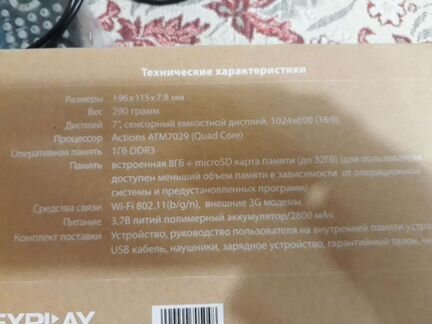 Технические характеристики
Размеры 196x115x7,8 мм
Вес 290 грамм
Дисплей 7", сенсорный емкостной дисплей, 1024x600 (16:9)
Процессор Actions ATM7029 (Quad Core)
Оперативная память 1Гб DDR3
Память встроенная 8Гб + microSD карта памяти (до 32Гб) (для пользователя
доступен меньший объем памяти в зависимости от операционной
системы и предустановленных программ)
Средства связи Wi-Fi 802.11(b/g/n), внешние 3G модемы
Питание 3,7В литий полимерный аккумулятор/2800 мАч
Комплект поставки Устройство, руководство пользователя на внутренней памяти устро
USB кабель, наушники, зарядное устройство, гарантийный талон, че
EXPLAY